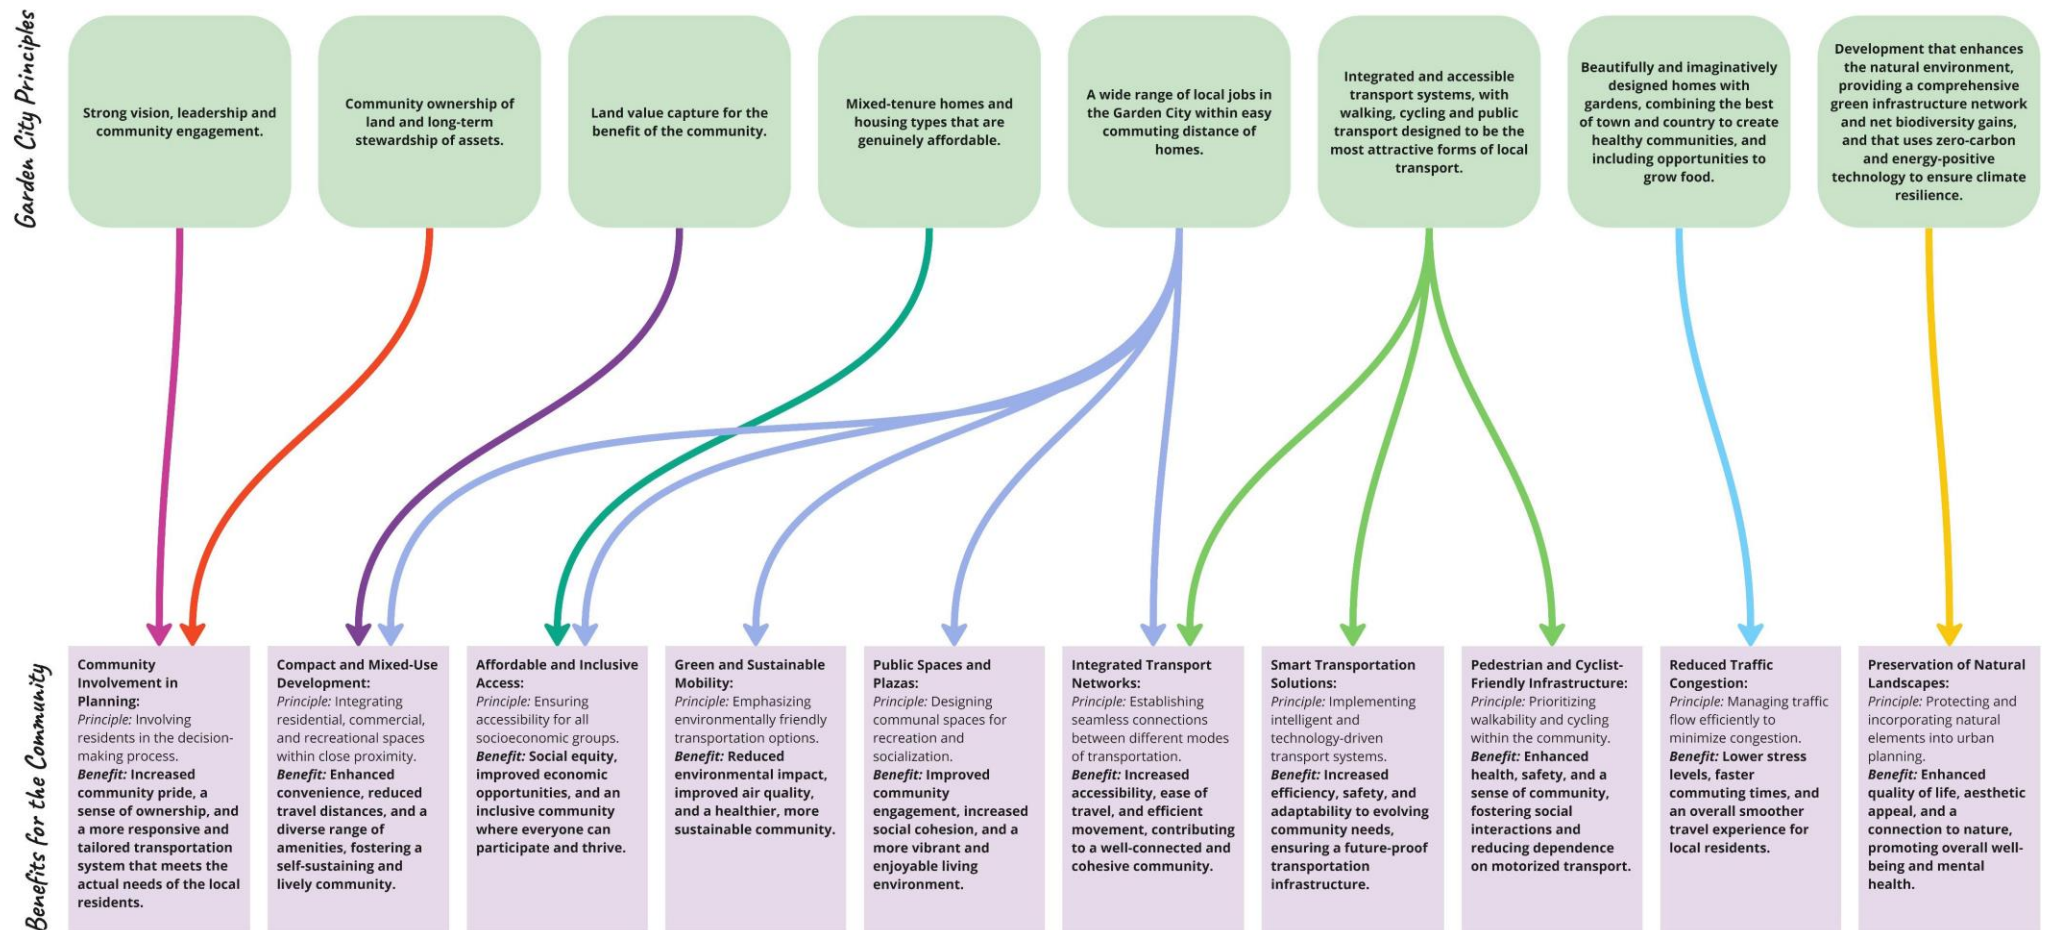 Garden City Principles
Strong vision, leadership and
community engagement.
Community ownership of
land and long-term
stewardship of assets.
Land value capture for the
benefit of the community.
Mixed-tenure homes and
housing types that are
genuinely affordable.
A wide range of local jobs in
the Garden City within easy
commuting distance of
homes.
Integrated and accessible
transport systems, with
walking, cycling and public
transport designed to be the
most attractive forms of local
transport.
Beautifully and imaginatively
designed homes with
gardens, combining the best
of town and country to create
healthy communities, and
including opportunities to
grow food.
Development that enhances
the natural environment,
providing a comprehensive
green infrastructure network
and net biodiversity gains,
and that uses zero-carbon
and energy-positive
technology to ensure climate
resilience.
Benefits for the Community
Community
Involvement in
Planning:
Principle: Involving
residents in the decision-
making process.
Benefit: Increased
community pride, a
sense of ownership, and
a more responsive and
tailored transportation
system that meets the
actual needs of the local
residents.
Compact and Mixed-Use
Development:
Principle: Integrating
residential, commercial,
and recreational spaces
within close proximity.
Benefit: Enhanced
convenience, reduced
travel distances, and a
diverse range of
amenities, fostering a
self-sustaining and
lively community.
Affordable and Inclusive
Access:
Principle: Ensuring
accessibility for all
socioeconomic groups.
Benefit: Social equity,
improved economic
opportunities, and an
inclusive community
where everyone can
participate and thrive.
Green and Sustainable
Mobility:
Principle: Emphasizing
environmentally friendly
transportation options.
Benefit: Reduced
environmental impact,
improved air quality,
and a healthier, more
sustainable community.
Public Spaces and
Plazas:
Principle: Designing
communal spaces for
recreation and
socialization.
Benefit: Improved
community
engagement, increased
social cohesion, and a
more vibrant and
enjoyable living
environment.
Integrated Transport
Networks:
Principle: Establishing
seamless connections
between different modes
of transportation.
Benefit: Increased
accessibility, ease of
travel, and efficient
movement, contributing
to a well-connected and
cohesive community.
Smart Transportation
Solutions:
Principle: Implementing
intelligent and
technology-driven
transport systems.
Benefit: Increased
efficiency, safety, and
adaptability to evolving
community needs,
ensuring a future-proof
transportation
infrastructure.
Pedestrian and Cyclist-
Friendly Infrastructure:
Principle: Prioritizing
walkability and cycling
within the community.
Benefit: Enhanced
health, safety, and a
sense of community,
fostering social
interactions and
reducing dependence
on motorized transport.
Reduced Traffic
Congestion:
Principle: Managing traffic
flow efficiently to
minimize congestion.
Benefit: Lower stress
levels, faster
commuting times, and
an overall smoother
travel experience for
local residents.
Preservation of Natural
Landscapes:
Principle: Protecting and
incorporating natural
elements into urban
planning.
Benefit: Enhanced
quality of life, aesthetic
appeal, and a
connection to nature,
promoting overall well-
being and mental
health.